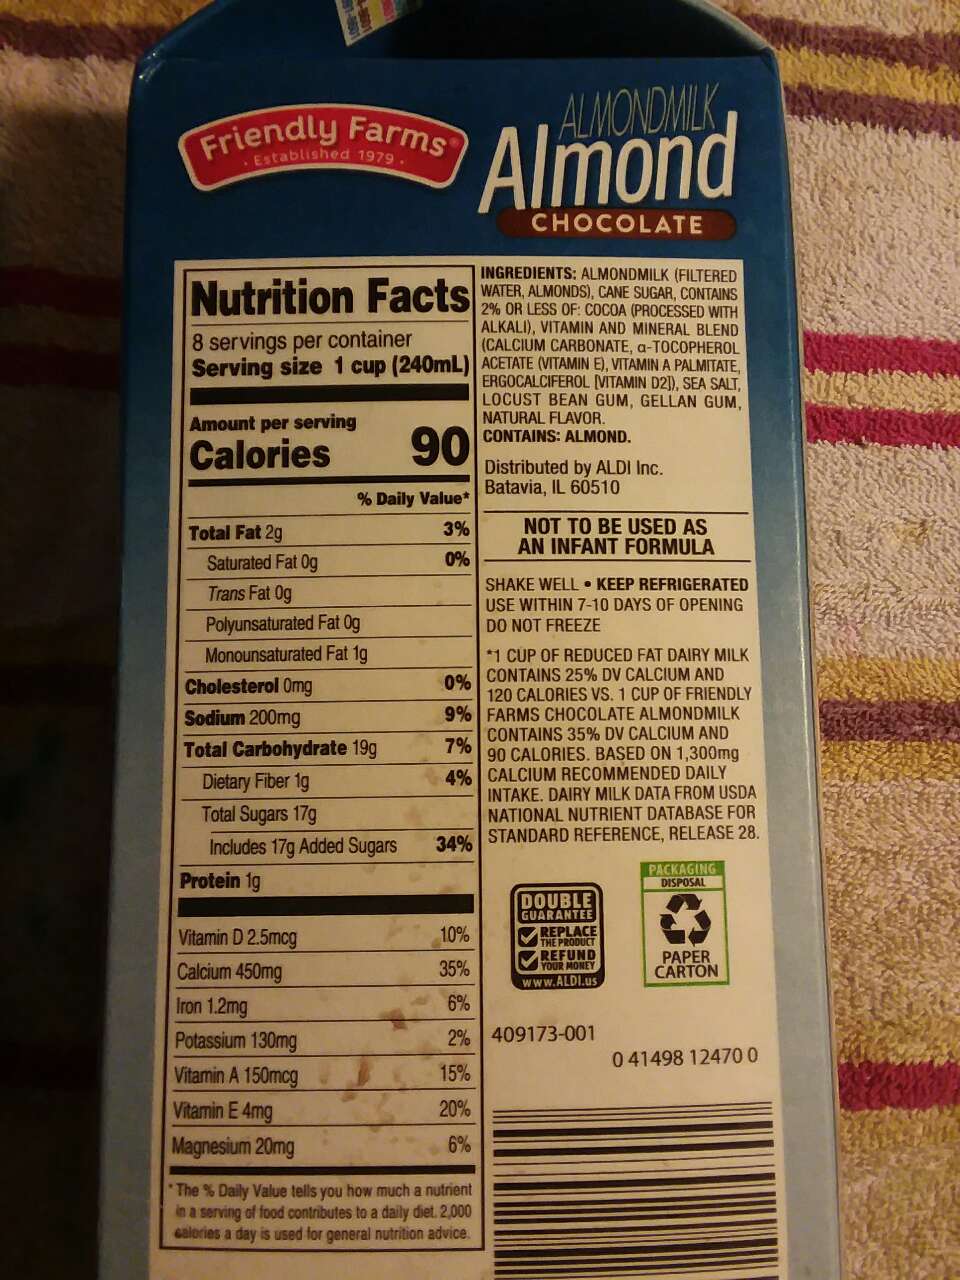 Friendly Farms®
· Established 1979 ·
ALMONDMILK
Almond
CHOCOLATE
Nutrition Facts
8 servings per container
Serving size 1 cup (240mL)
Amount per serving
Calories 90
% Daily Value*
Total Fat 2g 3%
Saturated Fat 0g 0%
Trans Fat 0g
Polyunsaturated Fat 0g
Monounsaturated Fat 1g
Cholesterol 0mg 0%
Sodium 200mg 9%
Total Carbohydrate 19g 7%
Dietary Fiber 1g 4%
Total Sugars 17g
Includes 17g Added Sugars 34%
Protein 1g
Vitamin D 2.5mcg 10%
Calcium 450mg 35%
Iron 1.2mg 6%
Potassium 130mg 2%
Vitamin A 150mcg 15%
Vitamin E 4mg 20%
Magnesium 20mg 6%
* The % Daily Value tells you how much a nutrient
in a serving of food contributes to a daily diet. 2,000
calories a day is used for general nutrition advice.
INGREDIENTS: ALMONDMILK (FILTERED
WATER, ALMONDS), CANE SUGAR, CONTAINS
2% OR LESS OF: COCOA (PROCESSED WITH
ALKALI), VITAMIN AND MINERAL BLEND
(CALCIUM CARBONATE, α-TOCOPHEROL
ACETATE (VITAMIN E), VITAMIN A PALMITATE,
ERGOCALCIFEROL [VITAMIN D2]), SEA SALT,
LOCUST BEAN GUM, GELLAN GUM,
NATURAL FLAVOR.
CONTAINS: ALMOND.
Distributed by ALDI Inc.
Batavia, IL 60510
NOT TO BE USED AS
AN INFANT FORMULA
SHAKE WELL • KEEP REFRIGERATED
USE WITHIN 7-10 DAYS OF OPENING
DO NOT FREEZE
*1 CUP OF REDUCED FAT DAIRY MILK
CONTAINS 25% DV CALCIUM AND
120 CALORIES VS. 1 CUP OF FRIENDLY
FARMS CHOCOLATE ALMONDMILK
CONTAINS 35% DV CALCIUM AND
90 CALORIES. BASED ON 1,300mg
CALCIUM RECOMMENDED DAILY
INTAKE. DAIRY MILK DATA FROM USDA
NATIONAL NUTRIENT DATABASE FOR
STANDARD REFERENCE, RELEASE 28.
DOUBLE
GUARANTEE
REPLACE
THE PRODUCT
REFUND
YOUR MONEY
www.ALDI.us
PACKAGING
DISPOSAL
PAPER
CARTON
409173-001
0 41498 12470 0